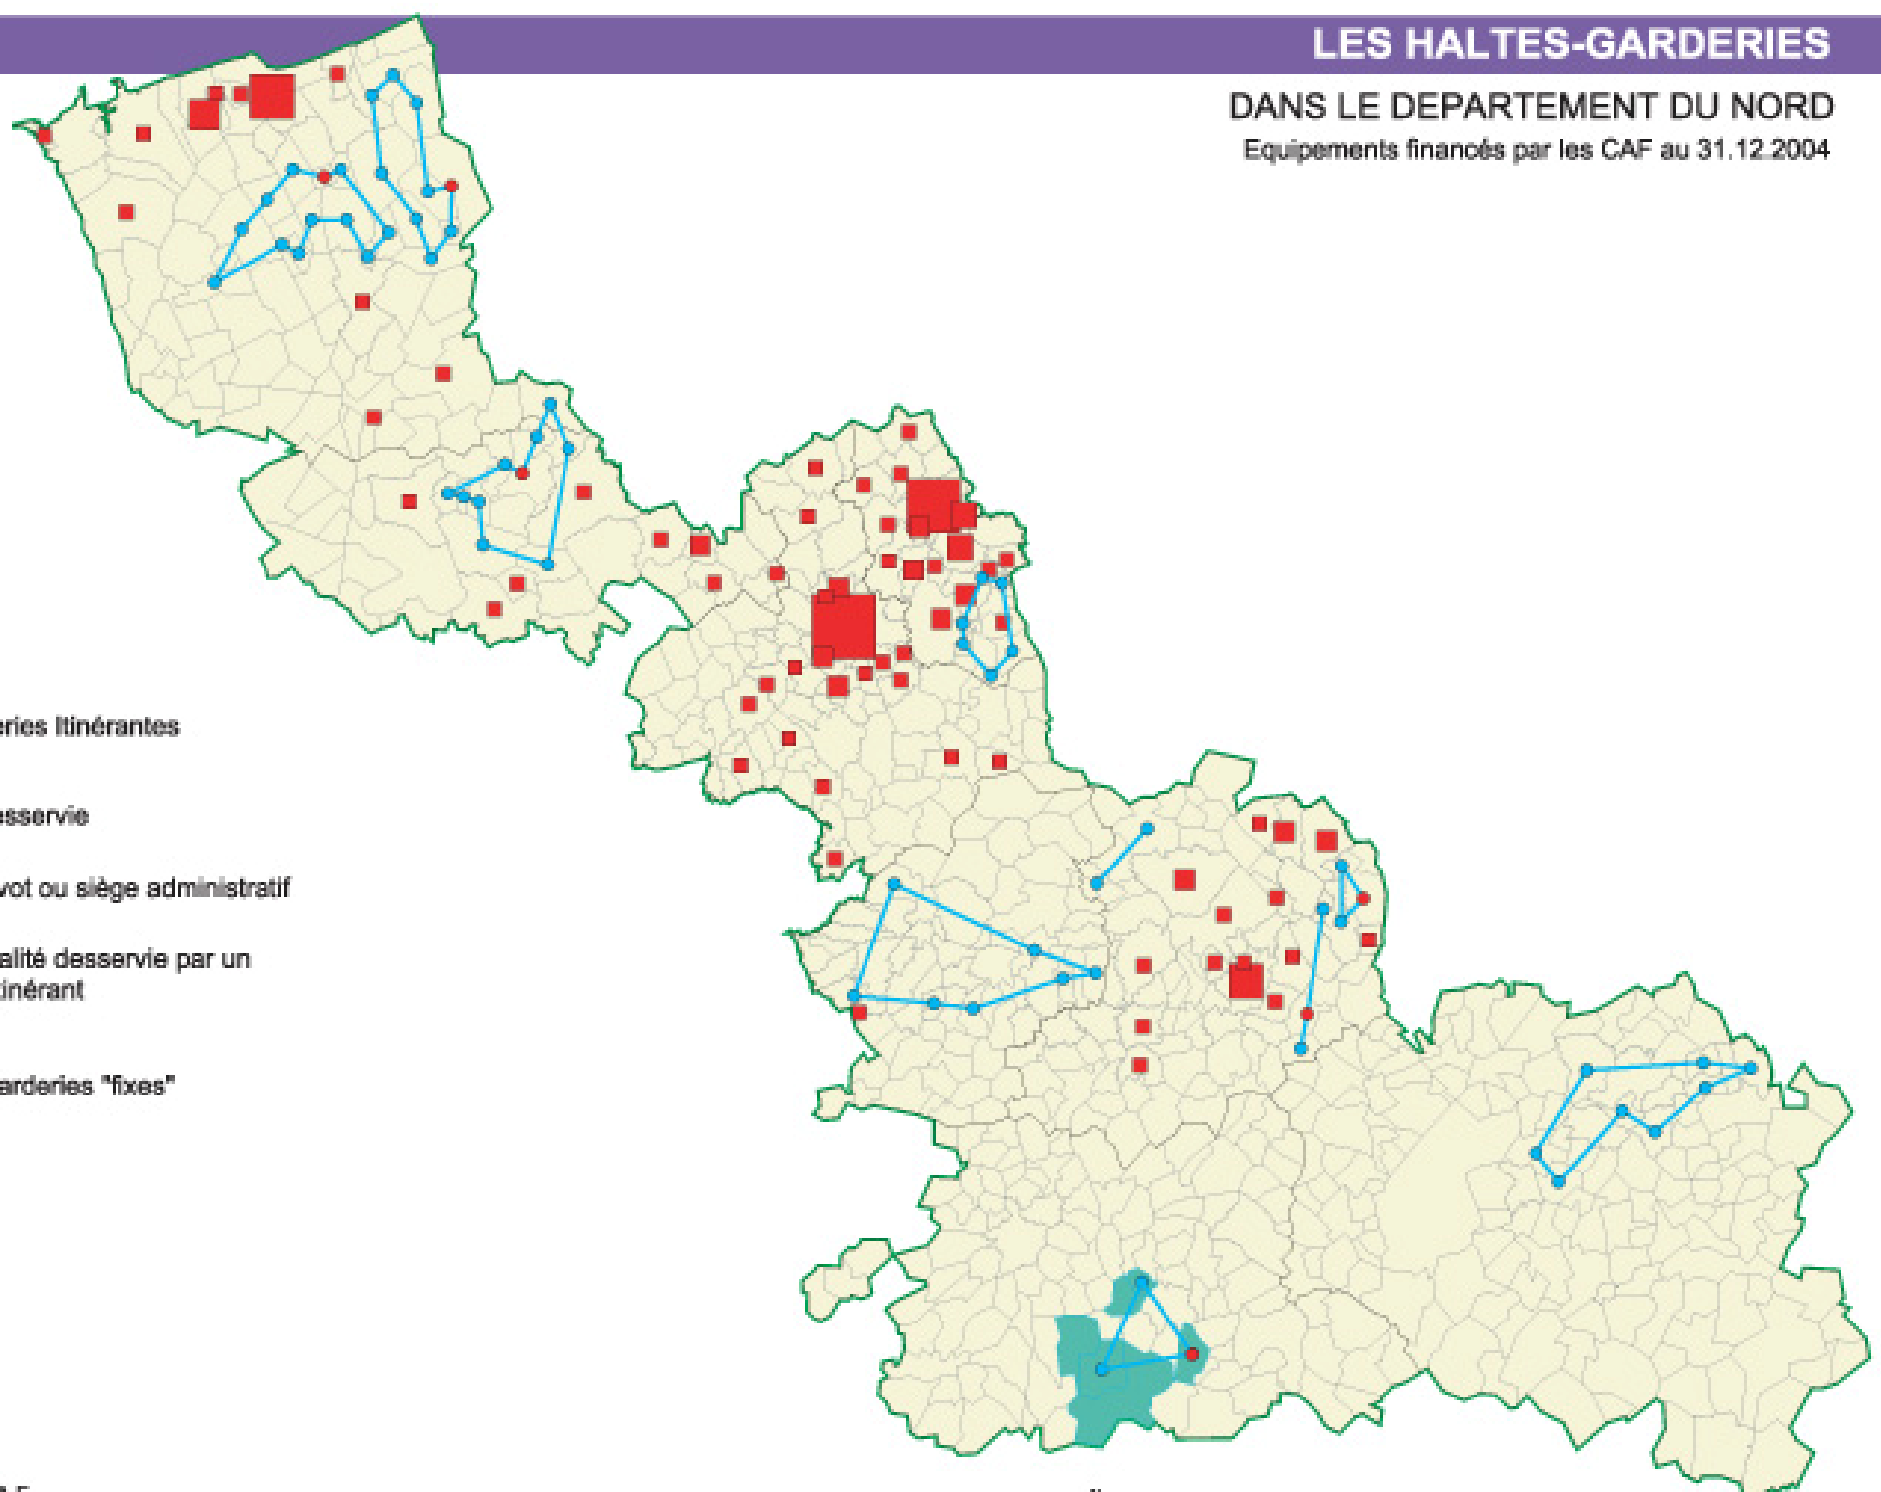 LES HALTES-GARDERIES
DANS LE DEPARTEMENT DU NORD
Equipements financés par les CAF au 31.12.2004
eries Itinérantes
esservie
vot ou siège administratif
alité desservie par un
tinérant
arderies "fixes"